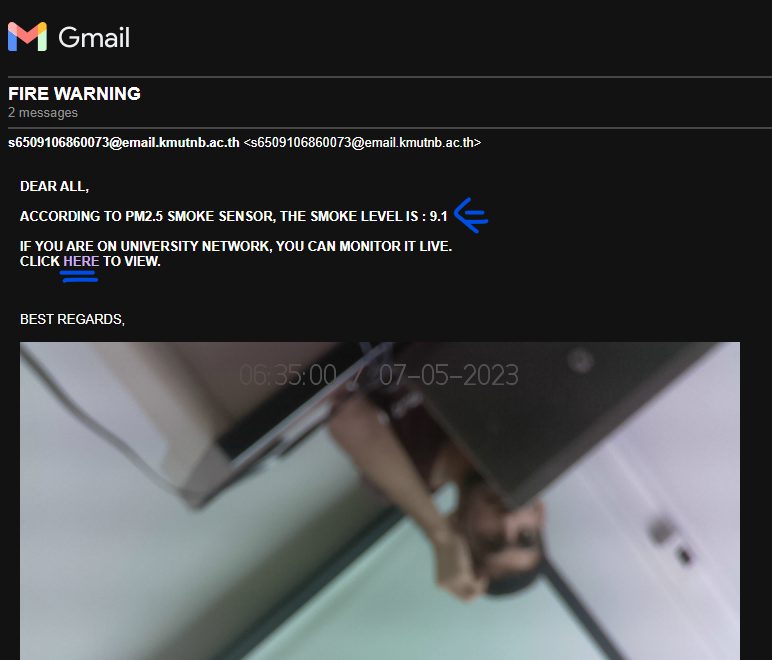 Gmail
FIRE WARNING
2 messages
s6509106860073@email.kmutnb.ac.th <s6509106860073@email.kmutnb.ac.th>
DEAR ALL,
ACCORDING TO PM2.5 SMOKE SENSOR, THE SMOKE LEVEL IS : 9.1
IF YOU ARE ON UNIVERSITY NETWORK, YOU CAN MONITOR IT LIVE.
CLICK HERE TO VIEW.
BEST REGARDS,
06:35:00 / 07-05-2023